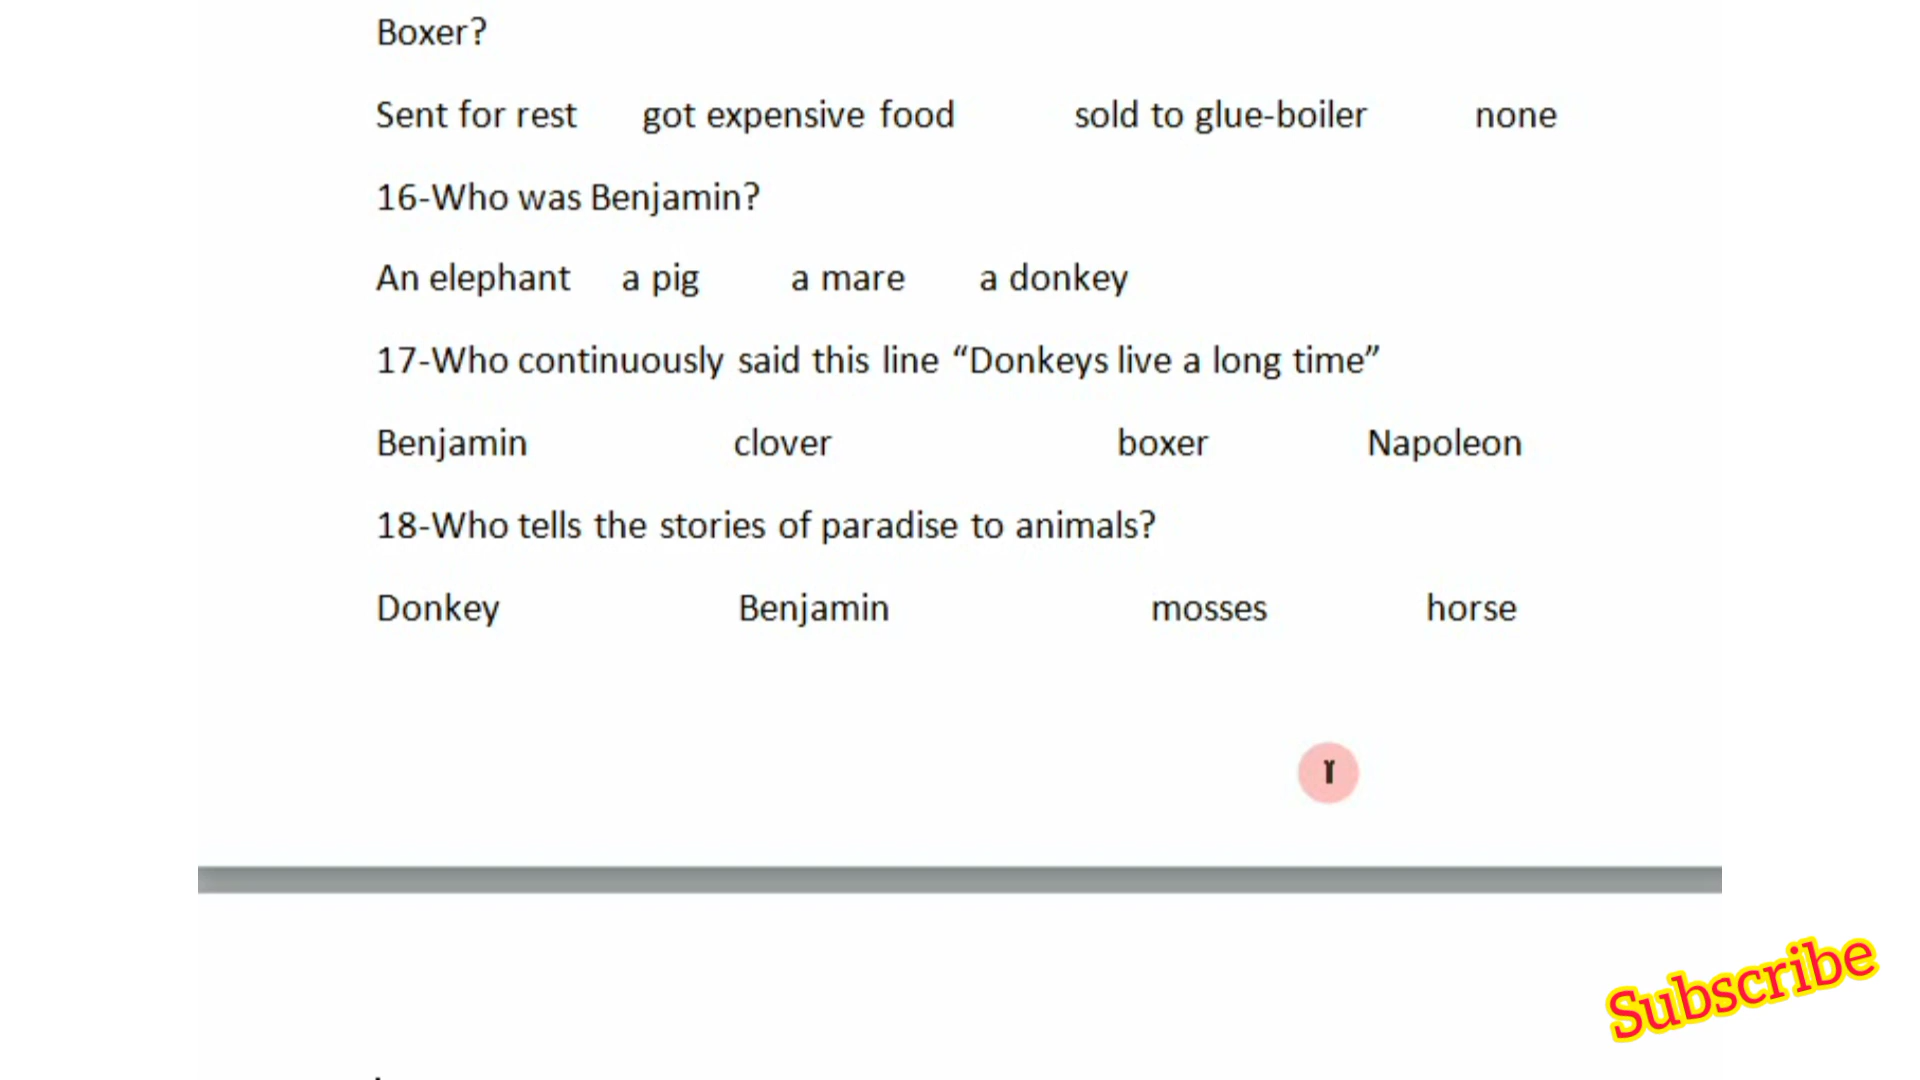 Boxer?
Sent for rest got expensive food sold to glue-boiler none
16-Who was Benjamin?
An elephant a pig a mare a donkey
17-Who continuously said this line “Donkeys live a long time”
Benjamin clover boxer Napoleon
18-Who tells the stories of paradise to animals?
Donkey Benjamin mosses horse
Subscribe